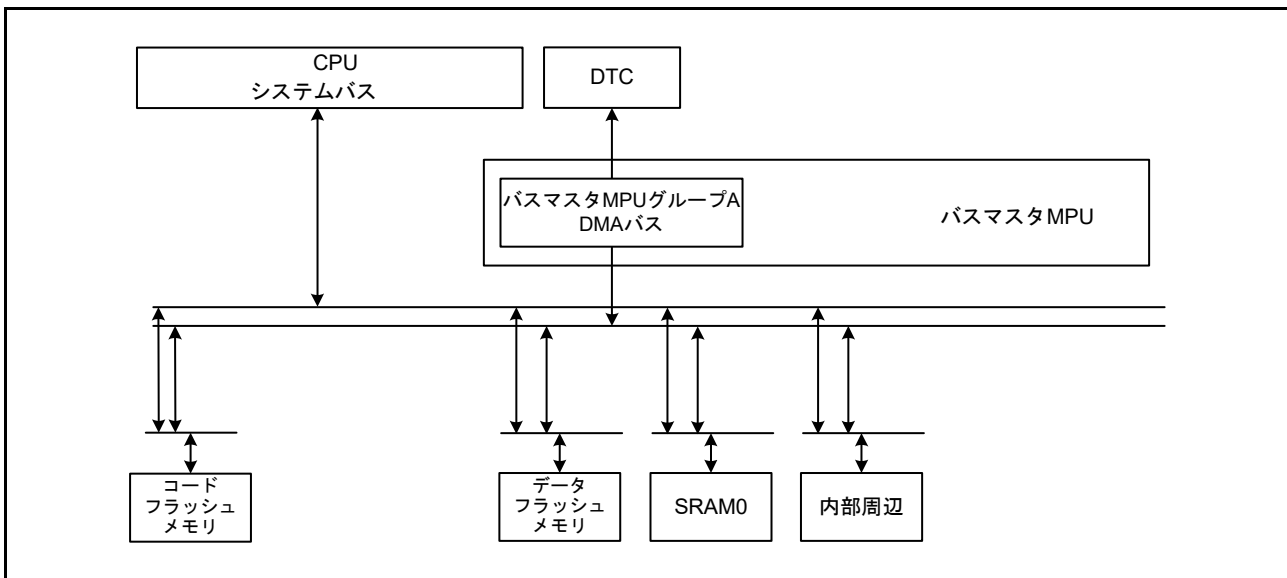 CPU
システムバス
DTC
バスマスタMPUグループA
DMAバス
バスマスタMPU
コード
フラッシュ
メモリ
データ
フラッシュ
メモリ
SRAM0
内部周辺